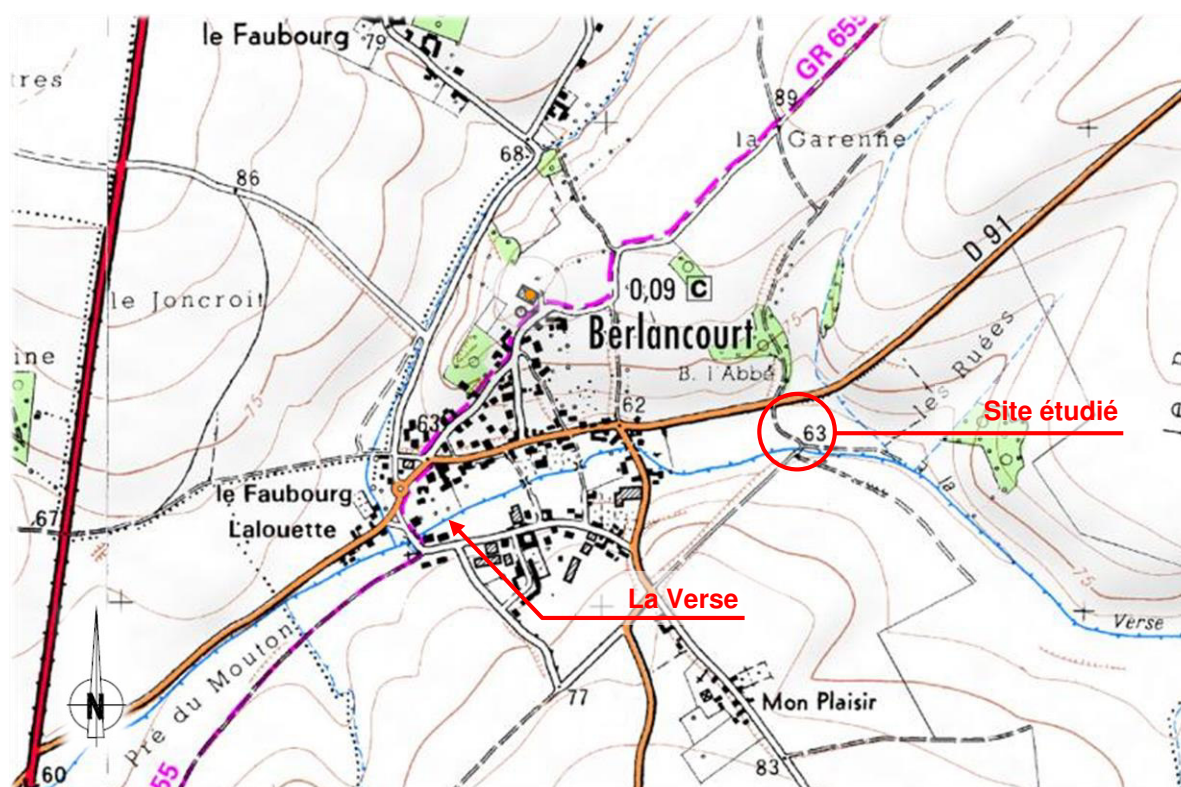 le Faubourg
79
tres
GR 655
89
la Garenne
68
86
D 91
le Joncroit
0,09 C
Berlancourt
ine
75
B. l'Abbé
les Ruées
62
Site étudié
63
63
75
le Faubourg
Lalouette
la
67
75
La Verse
Verse
Pré du Mouton
N
77
Mon Plaisir
60
55
83